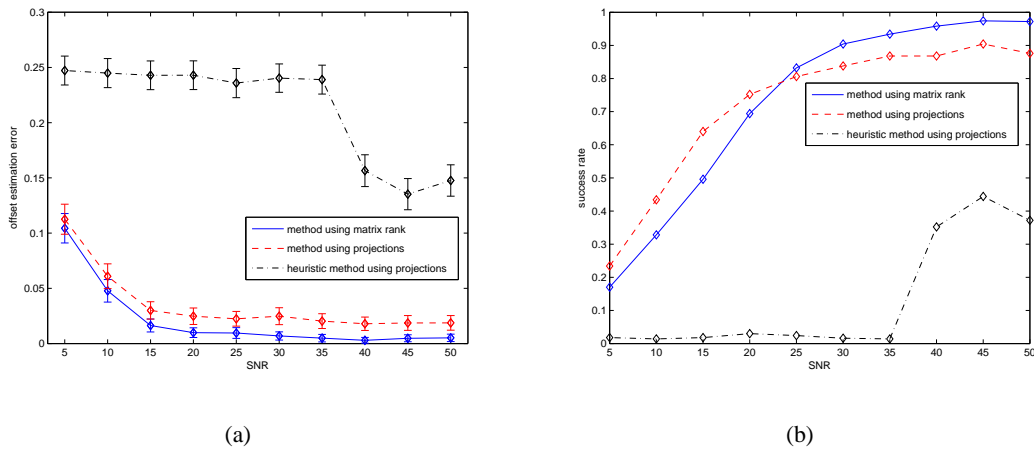 0.3
0.25
0.2
0.15
0.1
0.05
0
offset estimation error
method using matrix rank
method using projections
heuristic method using projections
5 10 15 20 25 30 35 40 45 50
SNR
(a)
1
0.9
0.8
0.7
0.6
0.5
0.4
0.3
0.2
0.1
0
success rate
method using matrix rank
method using projections
heuristic method using projections
5 10 15 20 25 30 35 40 45 50
SNR
(b)